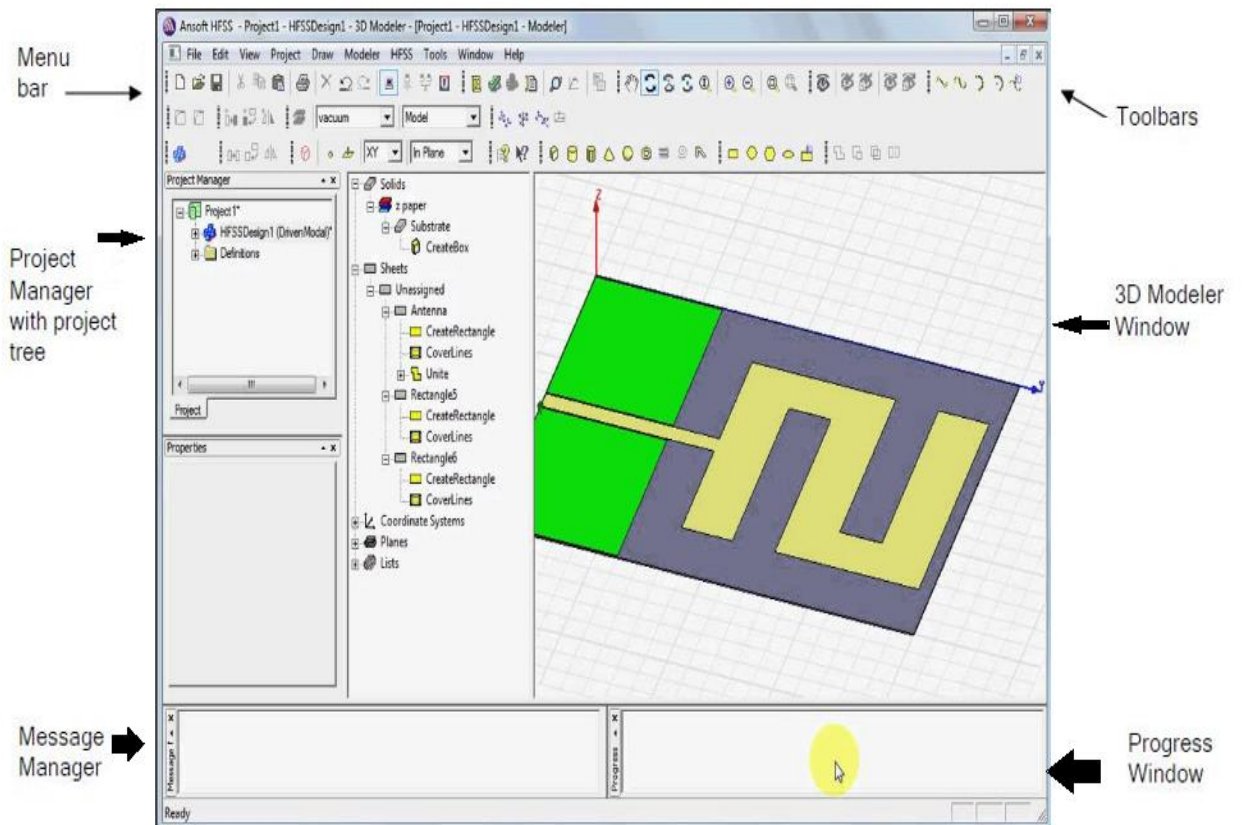 Ansoft HFSS - Project1 - HFSSDesign1 - 3D Modeler - [Project1 - HFSSDesign1 - Modeler]
File Edit View Project Draw Modeler HFSS Tools Window Help
Menu
bar
Toolbars
vacuum
Model
XY
In Plane
Project Manager
Project1*
HFSSDesign1 (DrivenModal)*
Definitions
Project
Properties
Project
Manager
with project
tree
Solids
z paper
Substrate
CreateBox
Sheets
Unassigned
Antenna
CreateRectangle
CoverLines
Unite
Rectangle5
CreateRectangle
CoverLines
Rectangle6
CreateRectangle
CoverLines
Coordinate Systems
Planes
Lists
Z
Y
3D Modeler
Window
Message
Manager
Message
Progress
Progress
Window
Ready